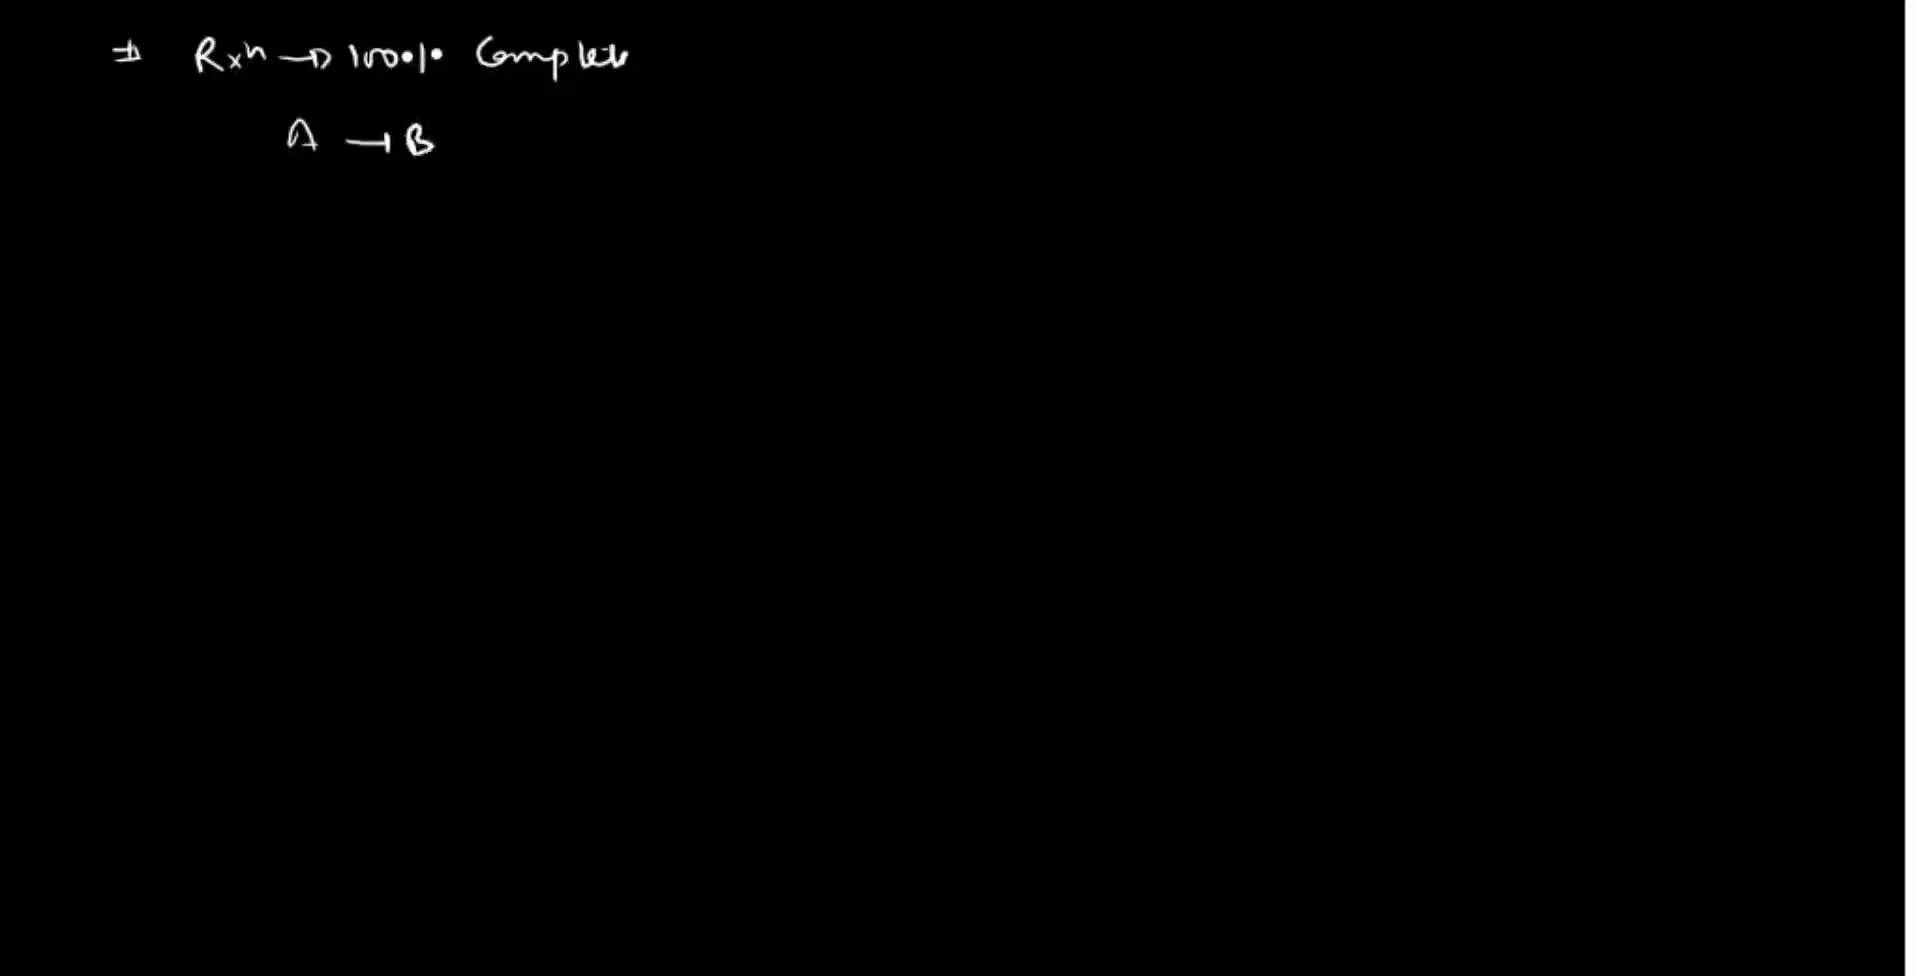 ⇒ Rxn → 100% Complete
A → B